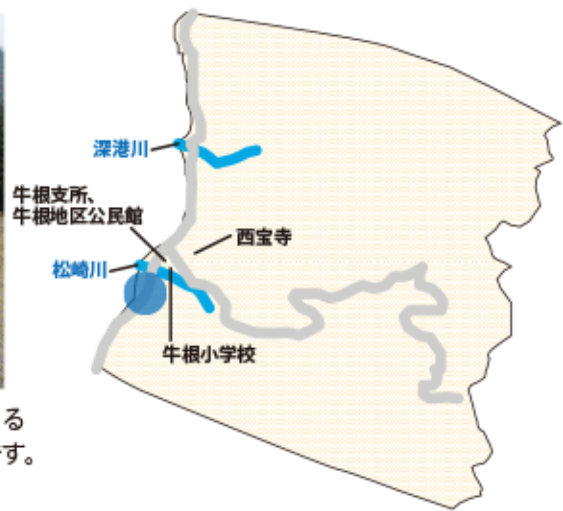 深港川
牛根支所、
牛根地区公民館
西宝寺
松崎川
牛根小学校
る
す。